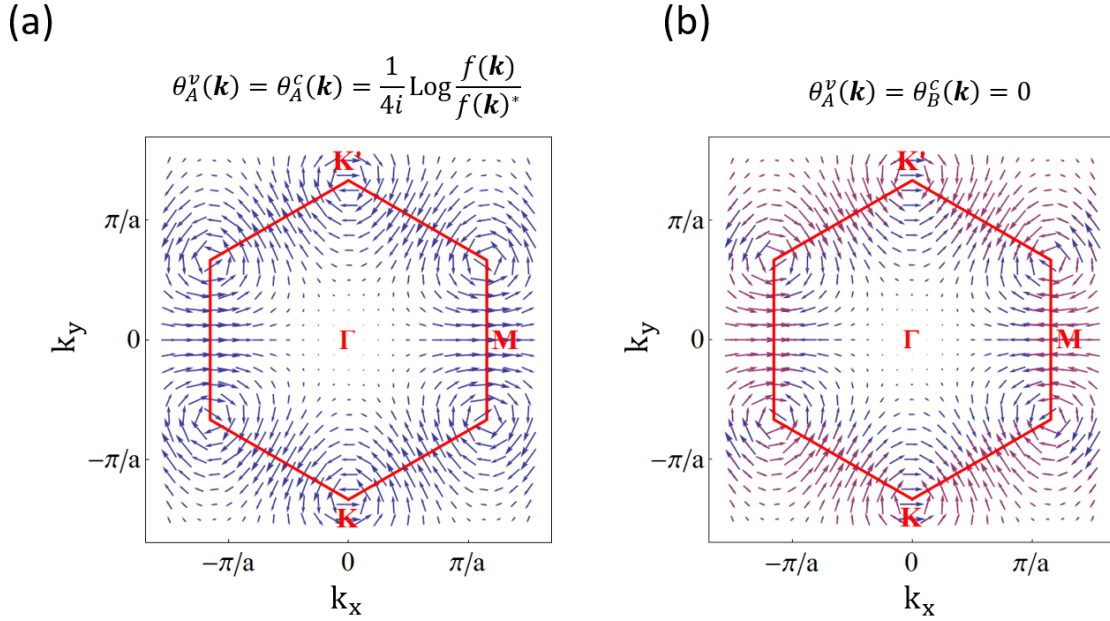 (a)
θ_A^v(k) = θ_A^c(k) = 1/4i Log f(k)/f(k)*
K'
π/a
k_y
0
Γ
M
−π/a
K
−π/a
0
π/a
k_x
(b)
θ_A^v(k) = θ_B^c(k) = 0
K'
π/a
k_y
0
Γ
M
−π/a
K
−π/a
0
π/a
k_x